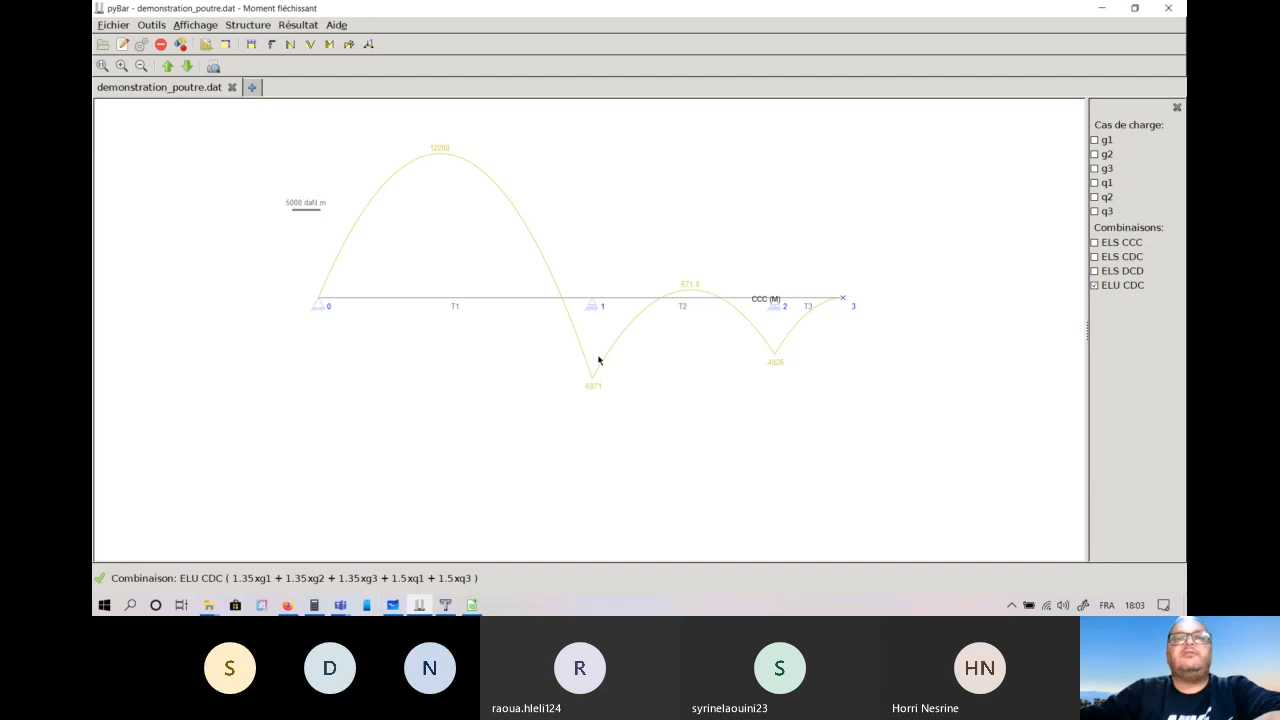 pyBar - demonstration_poutre.dat - Moment fléchissant
Fichier Outils Affichage Structure Résultat Aide
demonstration_poutre.dat
Cas de charge:
g1
g2
g3
q1
q2
q3
Combinaisons:
ELS CCC
ELS CDC
ELS DCD
ELU CDC
12280
5000 daN.m
671.8
CCC (M)
0 T1 1 T2 2 T3 3
4826
6871
Combinaison: ELU CDC ( 1.35xg1 + 1.35xg2 + 1.35xg3 + 1.5xq1 + 1.5xq3 )
FRA 18:03
S D N R S HN
raoua.hleli124 syrinelaouini23 Horri Nesrine